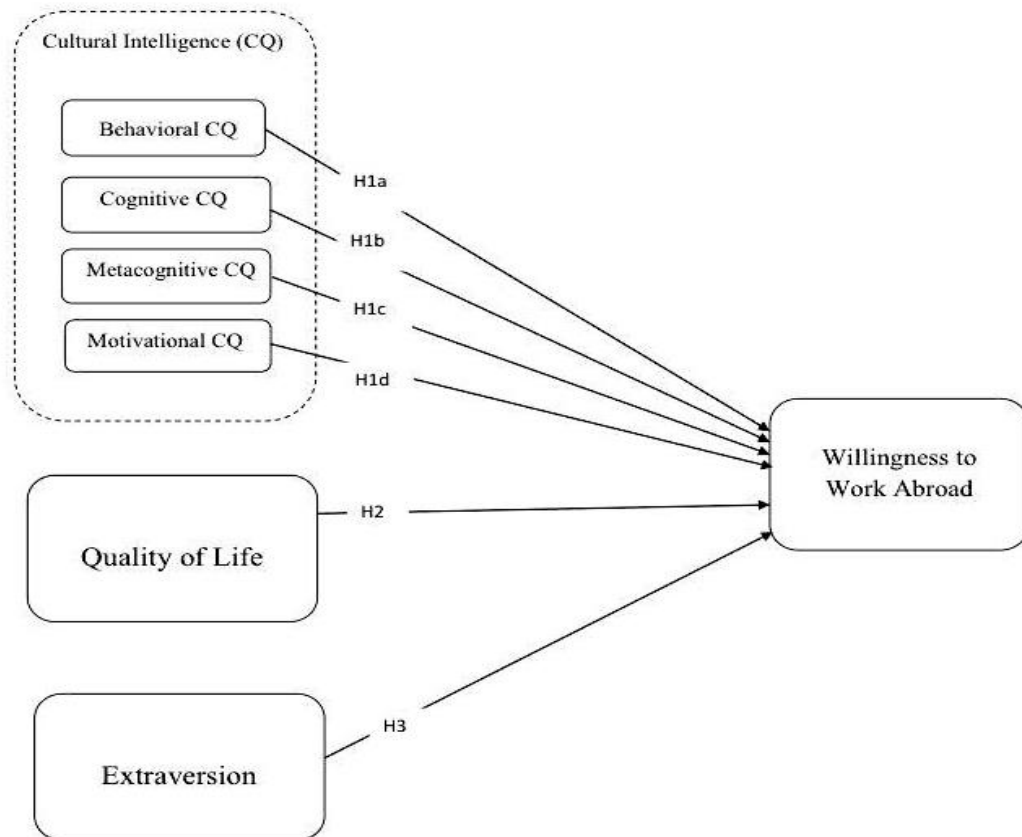 Cultural Intelligence (CQ)
Behavioral CQ
H1a
Cognitive CQ
H1b
Metacognitive CQ
H1c
Motivational CQ
H1d
Willingness to
Work Abroad
H2
Quality of Life
H3
Extraversion